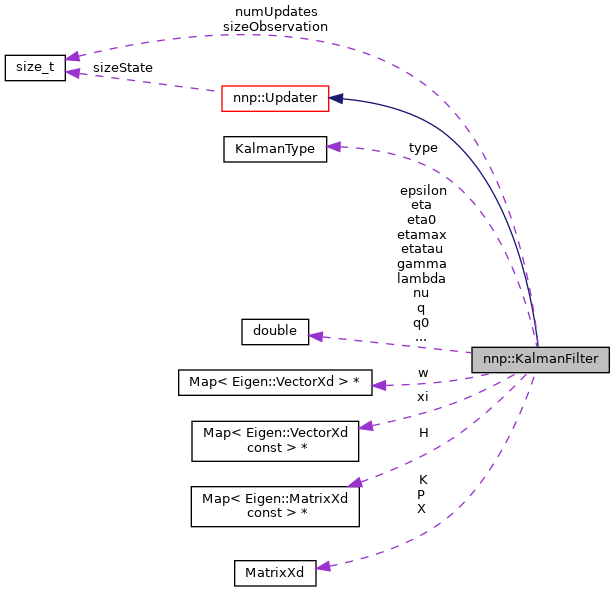 numUpdates
sizeObservation
size_t
sizeState
nnp::Updater
KalmanType
type
epsilon
eta
eta0
etamax
etatau
gamma
lambda
nu
q
q0
...
double
nnp::KalmanFilter
Map< Eigen::VectorXd > *
w
xi
Map< Eigen::VectorXd
const > *
H
Map< Eigen::MatrixXd
const > *
K
P
X
MatrixXd